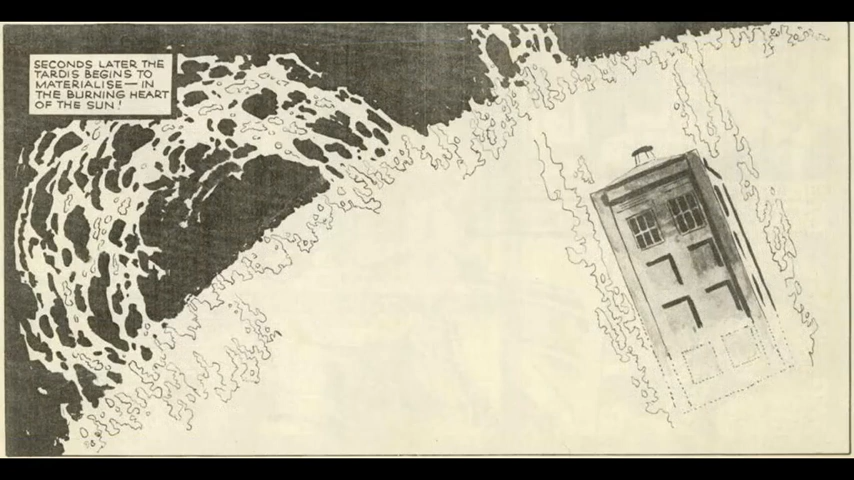 SECONDS LATER THE
TARDIS BEGINS TO
MATERIALISE — IN
THE BURNING HEART
OF THE SUN!